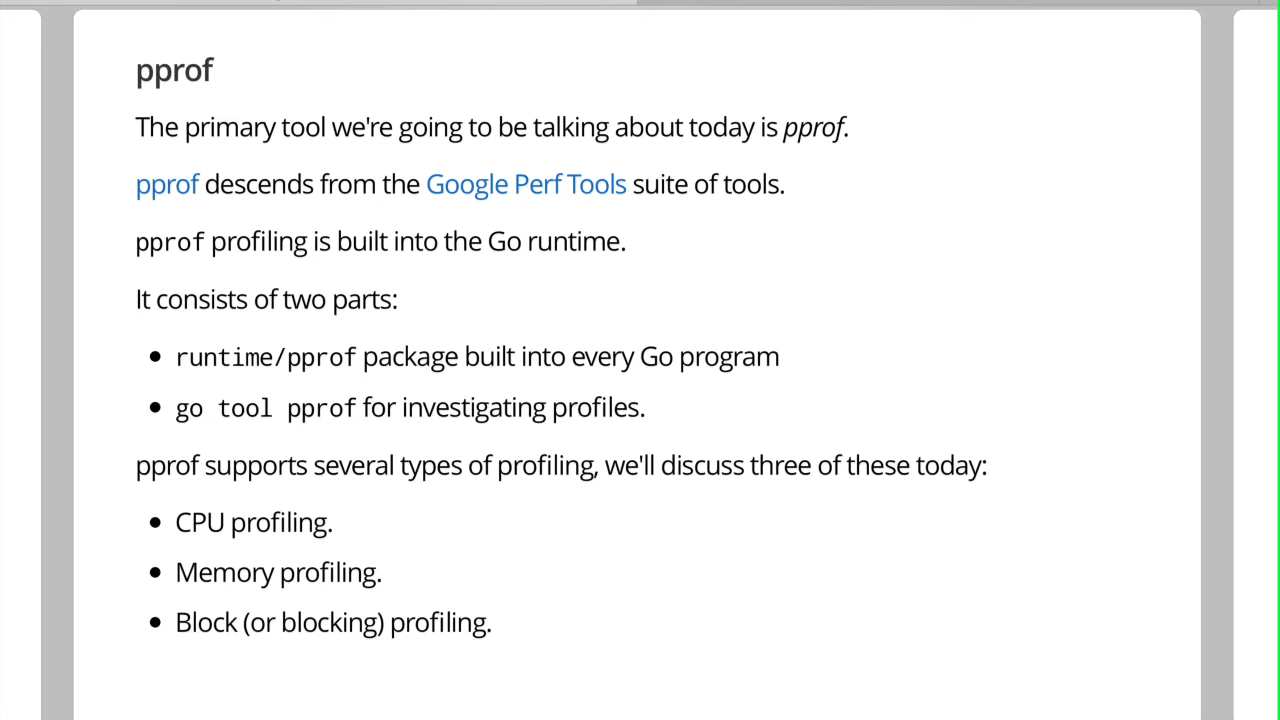 pprof
The primary tool we're going to be talking about today is pprof.
pprof descends from the Google Perf Tools suite of tools.
pprof profiling is built into the Go runtime.
It consists of two parts:
• runtime/pprof package built into every Go program
• go tool pprof for investigating profiles.
pprof supports several types of profiling, we'll discuss three of these today:
• CPU profiling.
• Memory profiling.
• Block (or blocking) profiling.